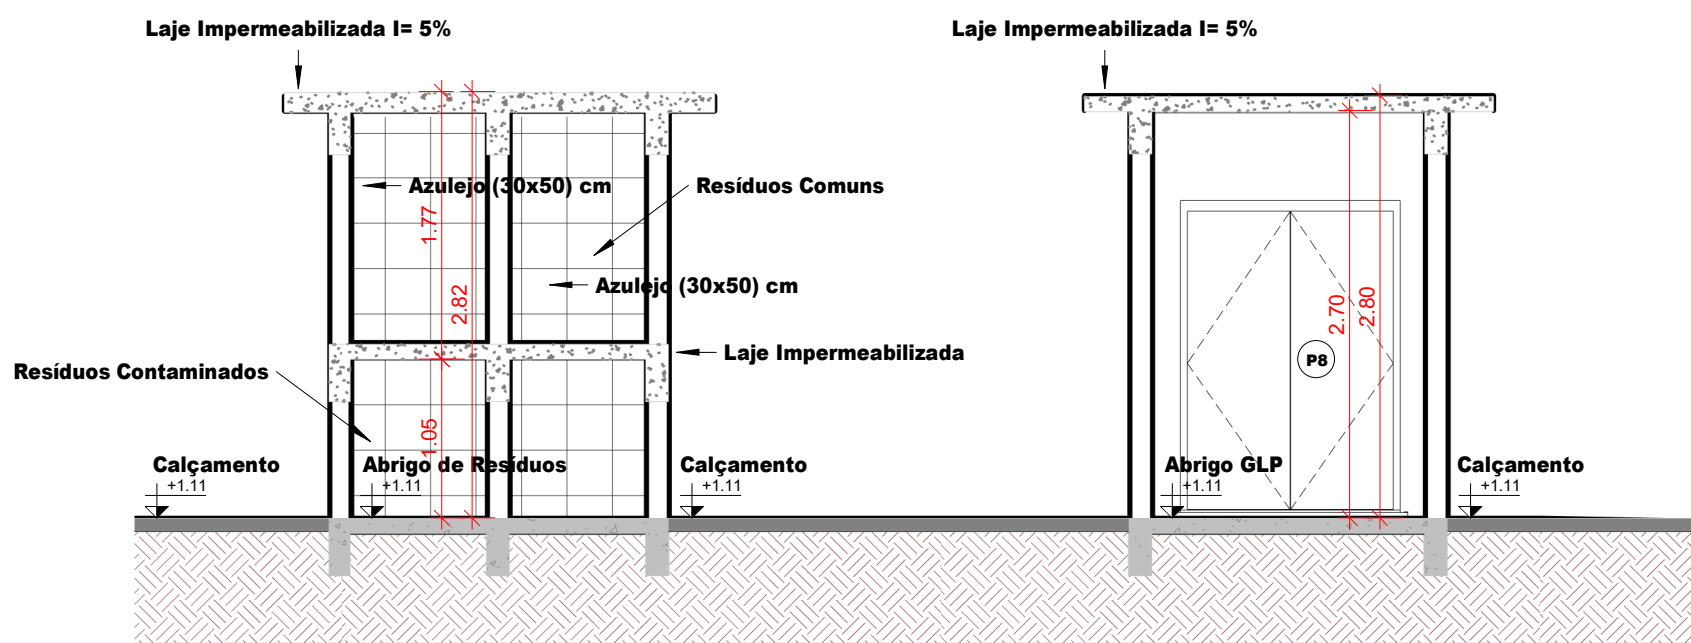 Laje Impermeabilizada I= 5%
Laje Impermeabilizada I= 5%
Azulejo (30x50) cm
Resíduos Comuns
1.77
Azulejo (30x50) cm
2.82
2.70
2.80
Laje Impermeabilizada
P8
Resíduos Contaminados
1.05
Calçamento
+1.11
Abrigo de Resíduos
+1.11
Calçamento
+1.11
Abrigo GLP
+1.11
Calçamento
+1.11